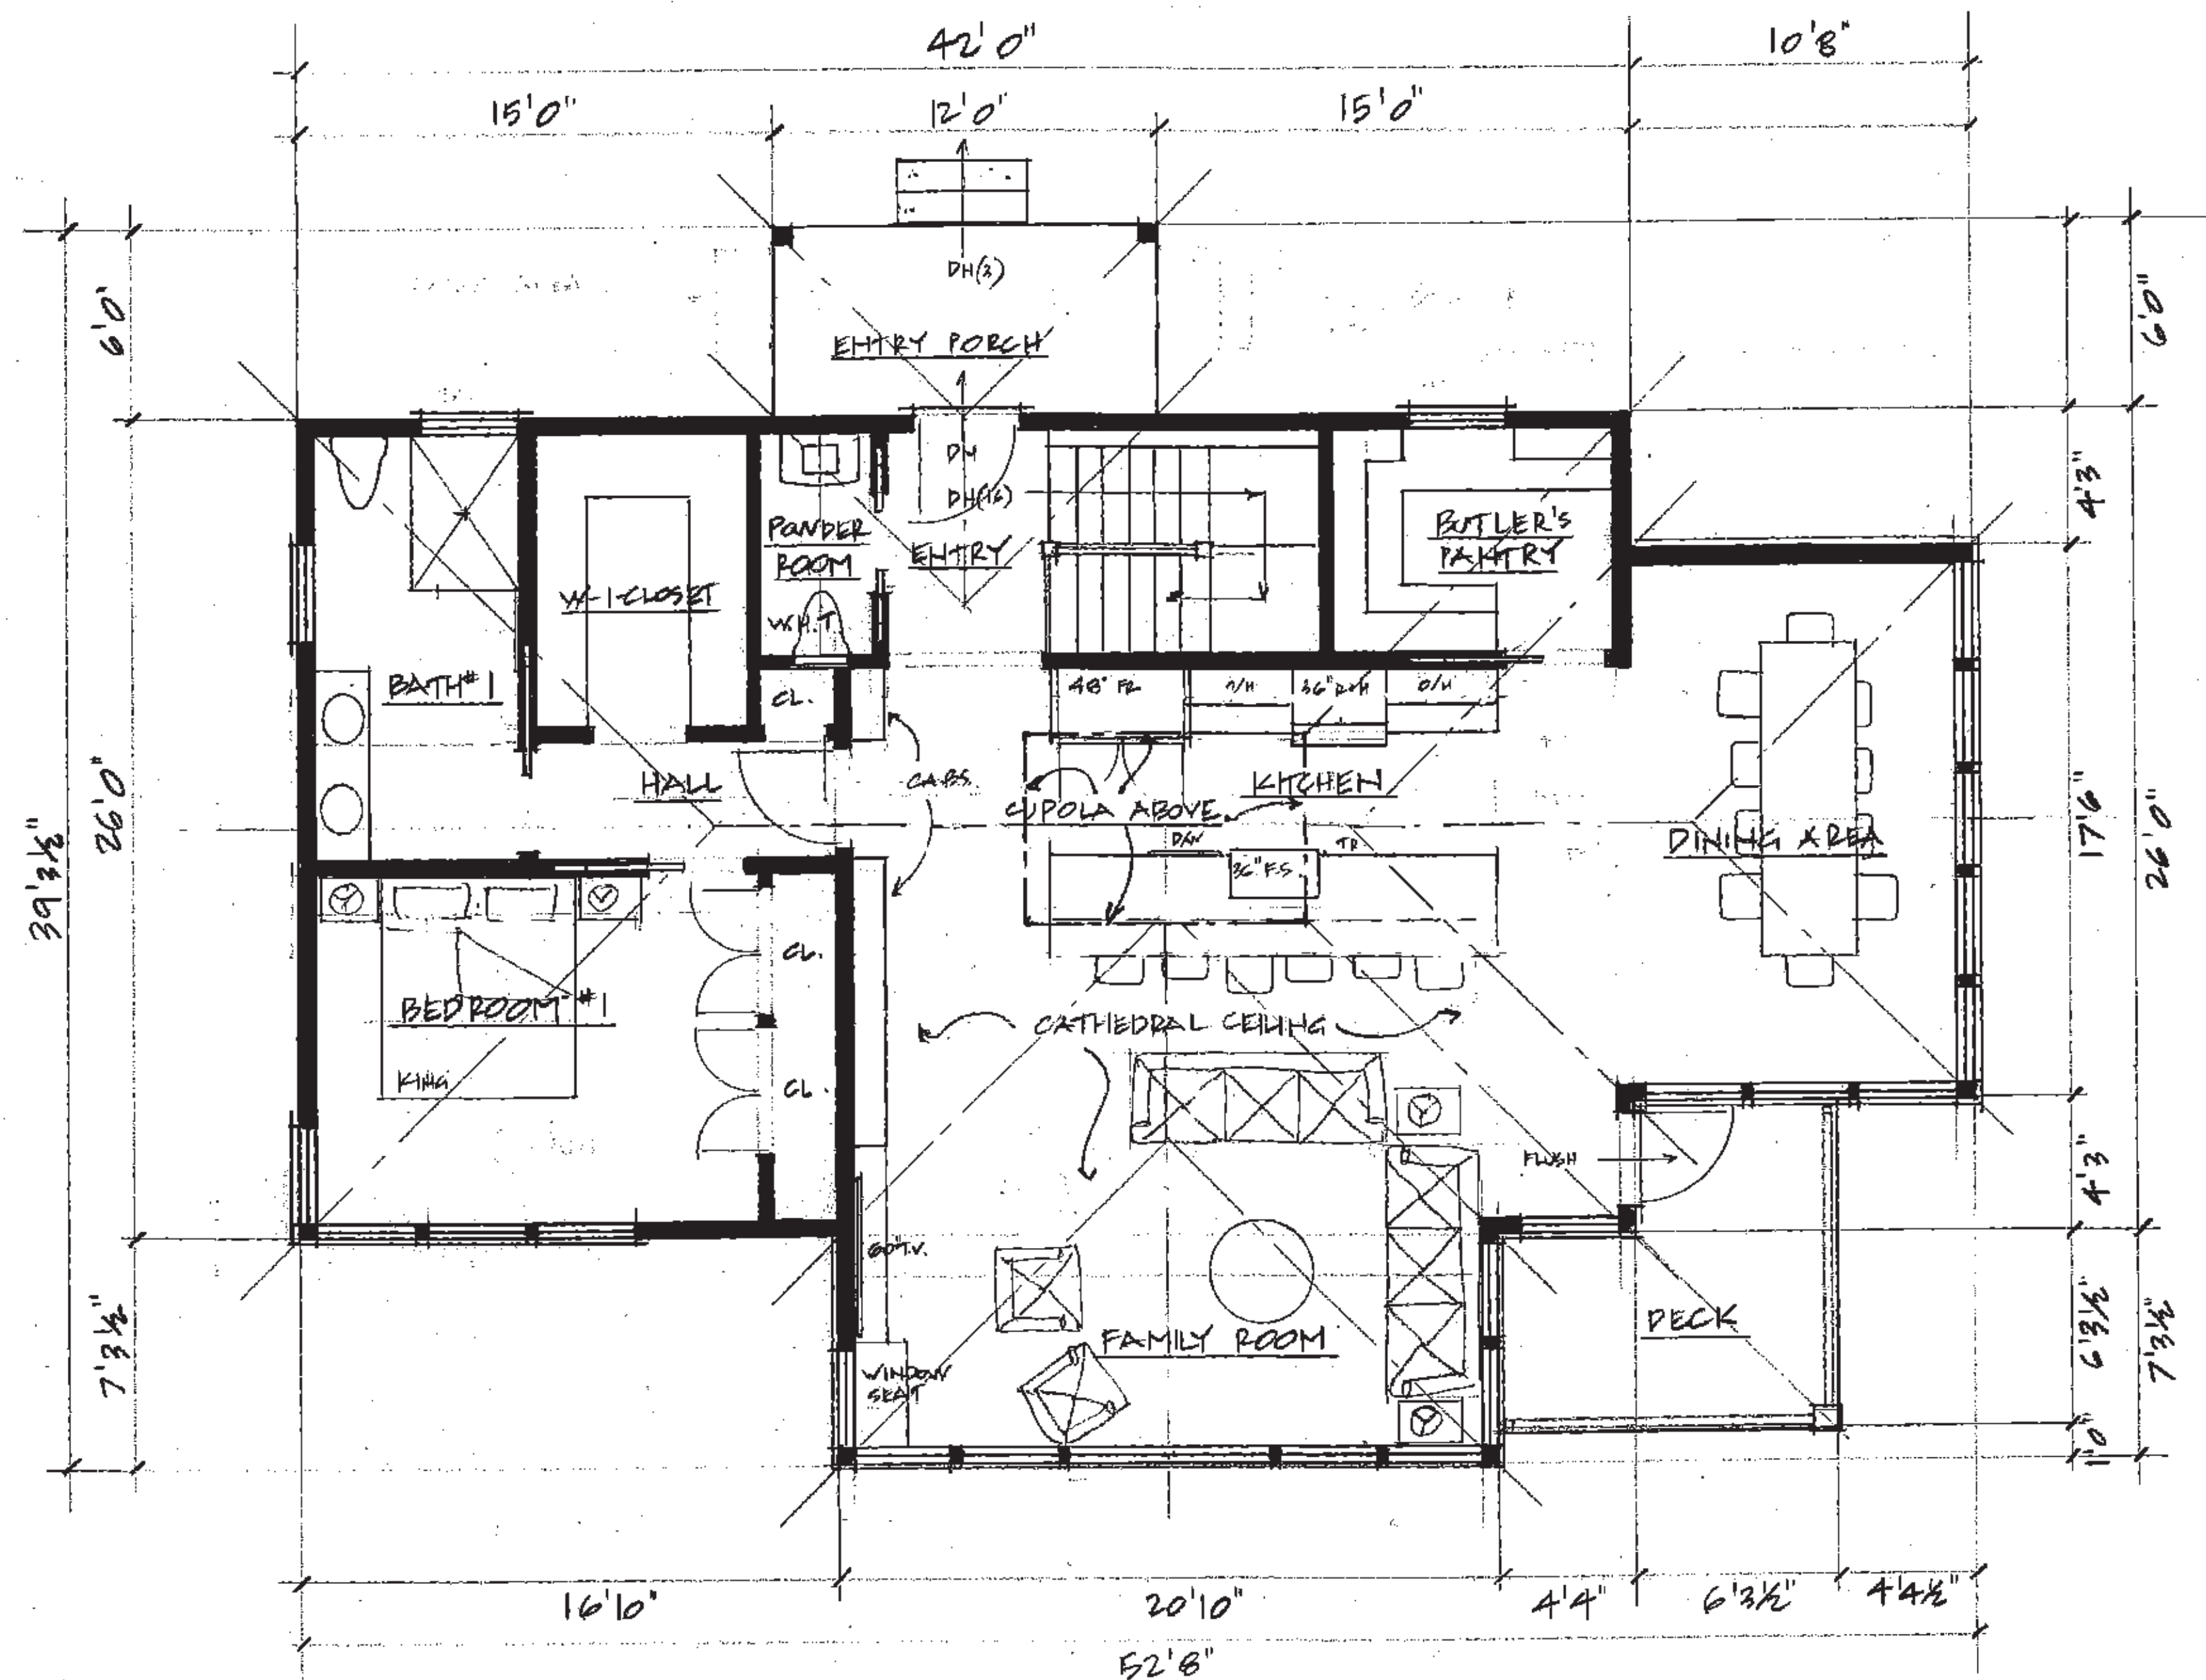 42'0"
10'8"
15'0"
12'0"
15'0"
DN(3)
6'0"
ENTRY PORCH
6'0"
DN
DN(16)
4'3"
POWDER
ROOM
ENTRY
BUTLER'S
PANTRY
W-I-CLOSET
W.H.T.
BATH #1
CL.
48" FR.
O/H
O/H
HALL
CABS.
KITCHEN
CUPOLA ABOVE
39'3½"
26'0"
DW
TR
36" F.S.
DINING AREA
17'6"
26'0"
CL.
BEDROOM #1
CATHEDRAL CEILING
KING
CL.
FLUSH
4'3"
60" T.V.
7'3½"
FAMILY ROOM
DECK
6'3½"
7'3½"
WINDOW
SEAT
1'0"
16'10"
20'10"
4'4"
6'3½"
4'4½"
52'8"